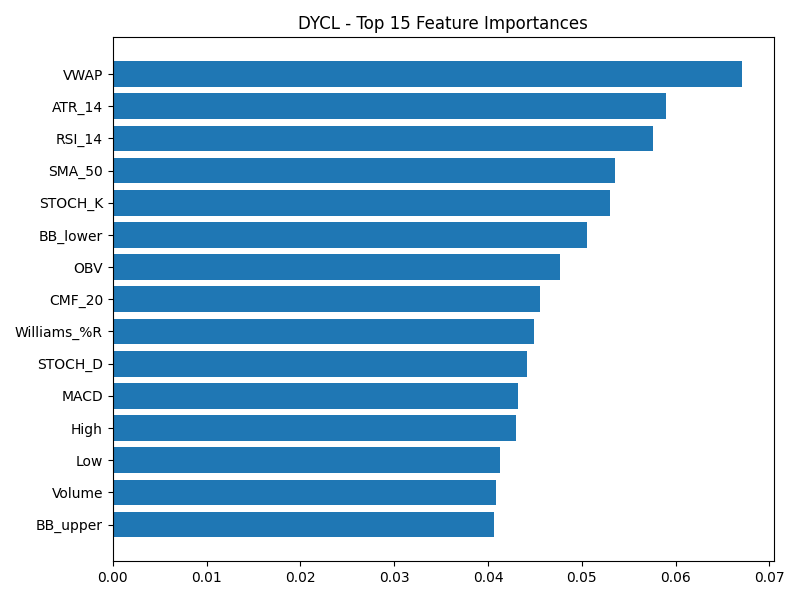 DYCL - Top 15 Feature Importances
VWAP
ATR_14
RSI_14
SMA_50
STOCH_K
BB_lower
OBV
CMF_20
Williams_%R
STOCH_D
MACD
High
Low
Volume
BB_upper
0.00 0.01 0.02 0.03 0.04 0.05 0.06 0.07